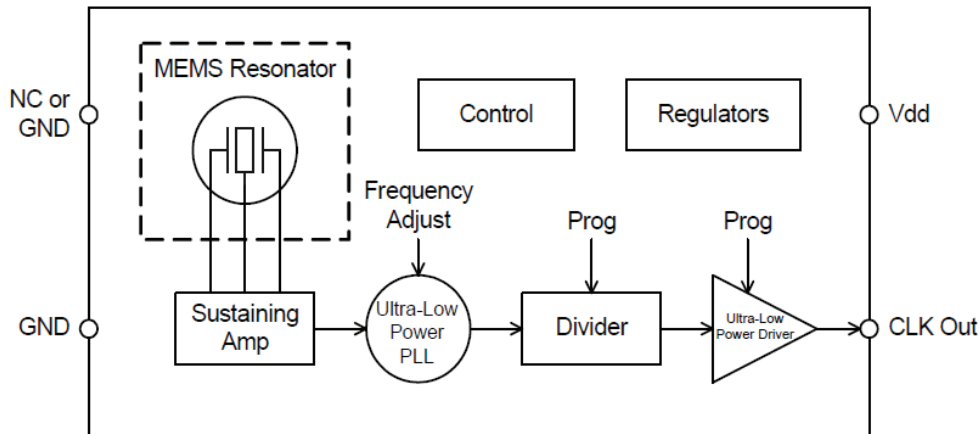 MEMS Resonator
NC or
GND
Control
Regulators
Vdd
Frequency
Adjust
Prog
Prog
GND
Sustaining
Amp
Ultra-Low
Power
PLL
Divider
Ultra-Low
Power Driver
CLK Out